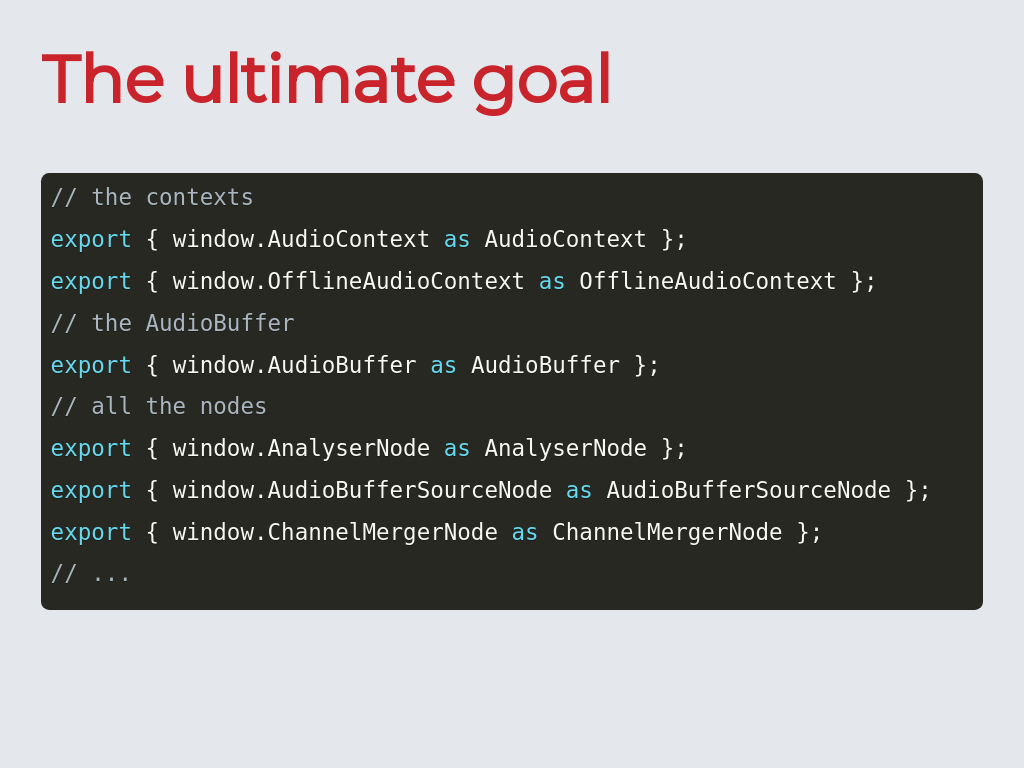 The ultimate goal
// the contexts
export { window.AudioContext as AudioContext };
export { window.OfflineAudioContext as OfflineAudioContext };
// the AudioBuffer
export { window.AudioBuffer as AudioBuffer };
// all the nodes
export { window.AnalyserNode as AnalyserNode };
export { window.AudioBufferSourceNode as AudioBufferSourceNode };
export { window.ChannelMergerNode as ChannelMergerNode };
// ...